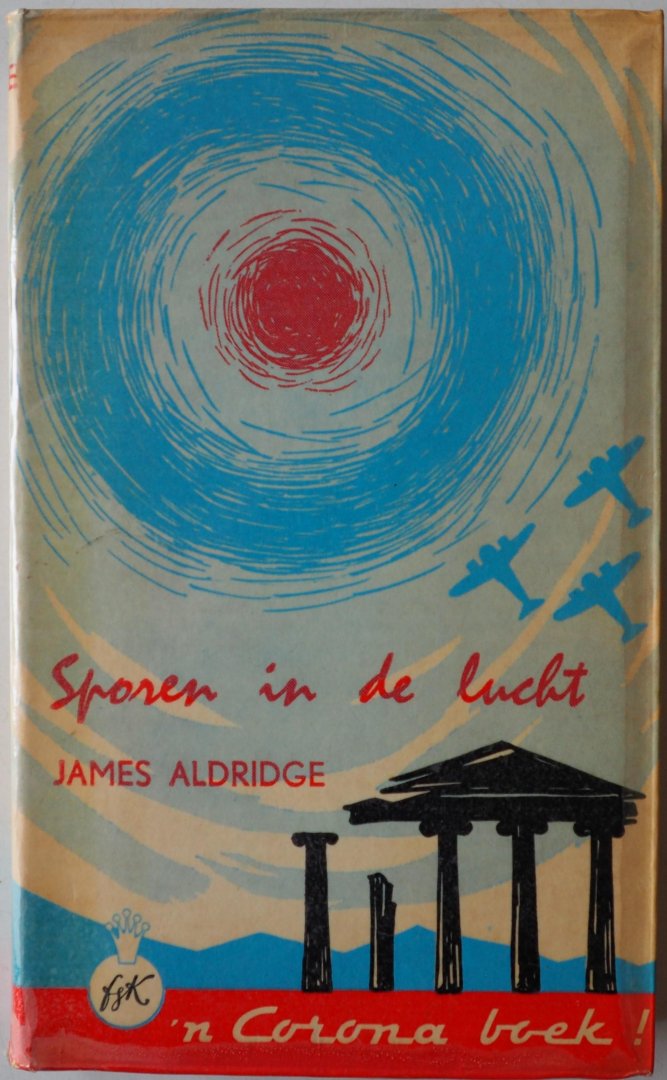 Sporen in de lucht
JAMES ALDRIDGE
fsK
'n Corona boek!